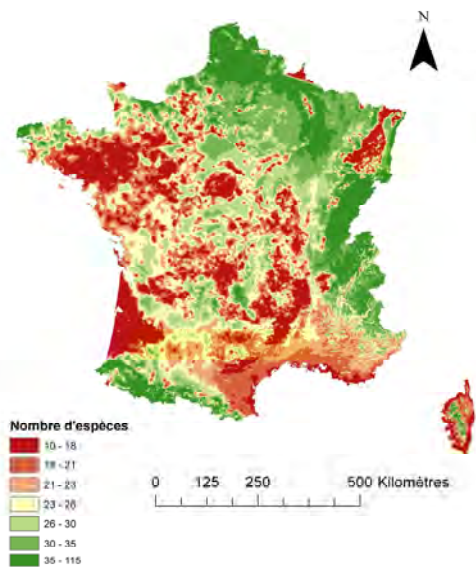 N
Nombre d'espèces
10 - 18
18 - 21
21 - 23
23 - 26
26 - 30
30 - 35
35 - 115
0 125 250 500 Kilomètres